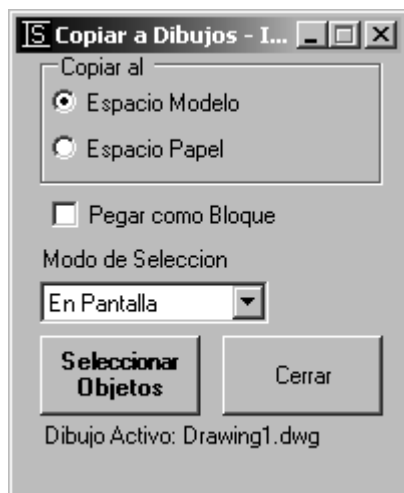 IS Copiar a Dibujos - I...
Copiar al
Espacio Modelo
Espacio Papel
Pegar como Bloque
Modo de Seleccion
En Pantalla
Seleccionar
Objetos
Cerrar
Dibujo Activo: Drawing1.dwg